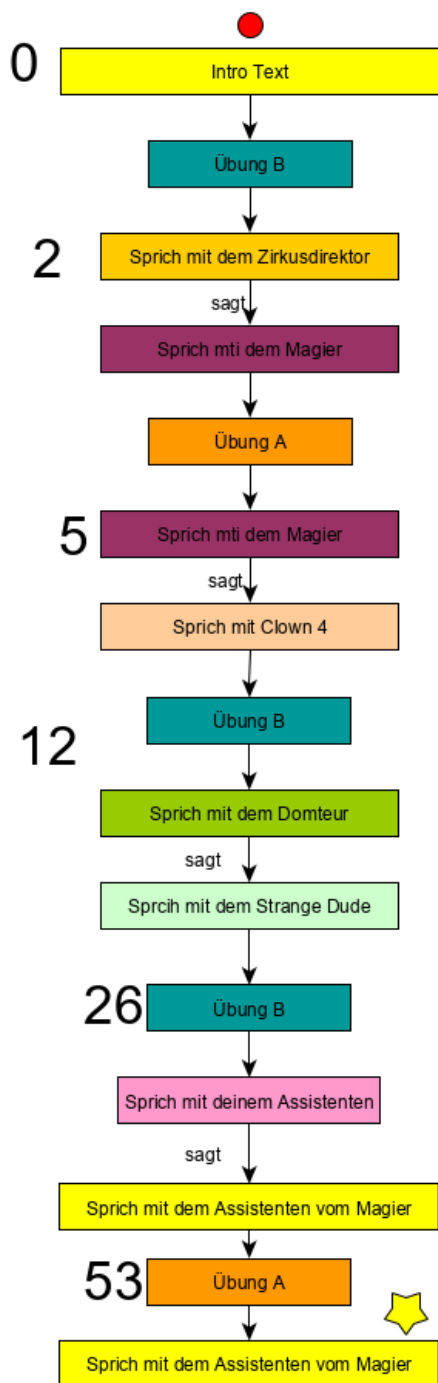 0
Intro Text
Übung B
2
Sprich mit dem Zirkusdirektor
sagt
Sprich mti dem Magier
Übung A
5
Sprich mti dem Magier
sagt
Sprich mit Clown 4
Übung B
12
Sprich mit dem Domteur
sagt
Sprcih mit dem Strange Dude
26
Übung B
Sprich mit deinem Assistenten
sagt
Sprich mit dem Assistenten vom Magier
53
Übung A
Sprich mit dem Assistenten vom Magier